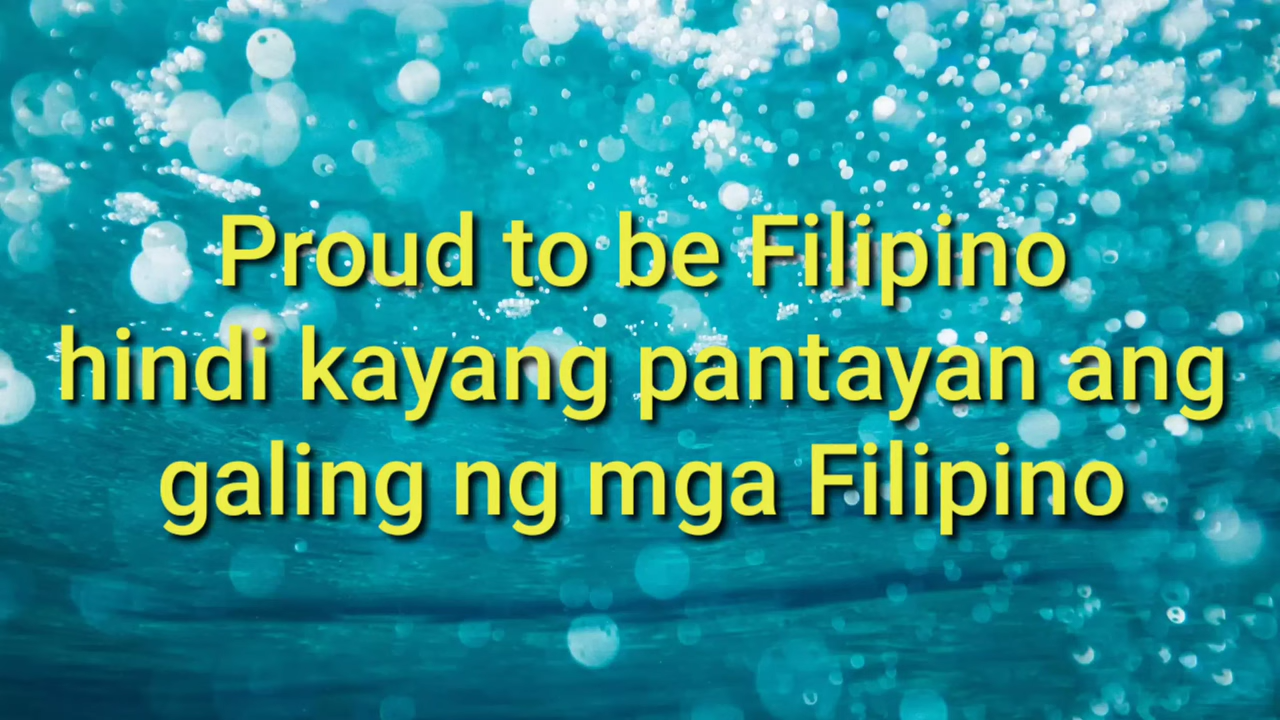 Proud to be Filipino
hindi kayang pantayan ang
galing ng mga Filipino